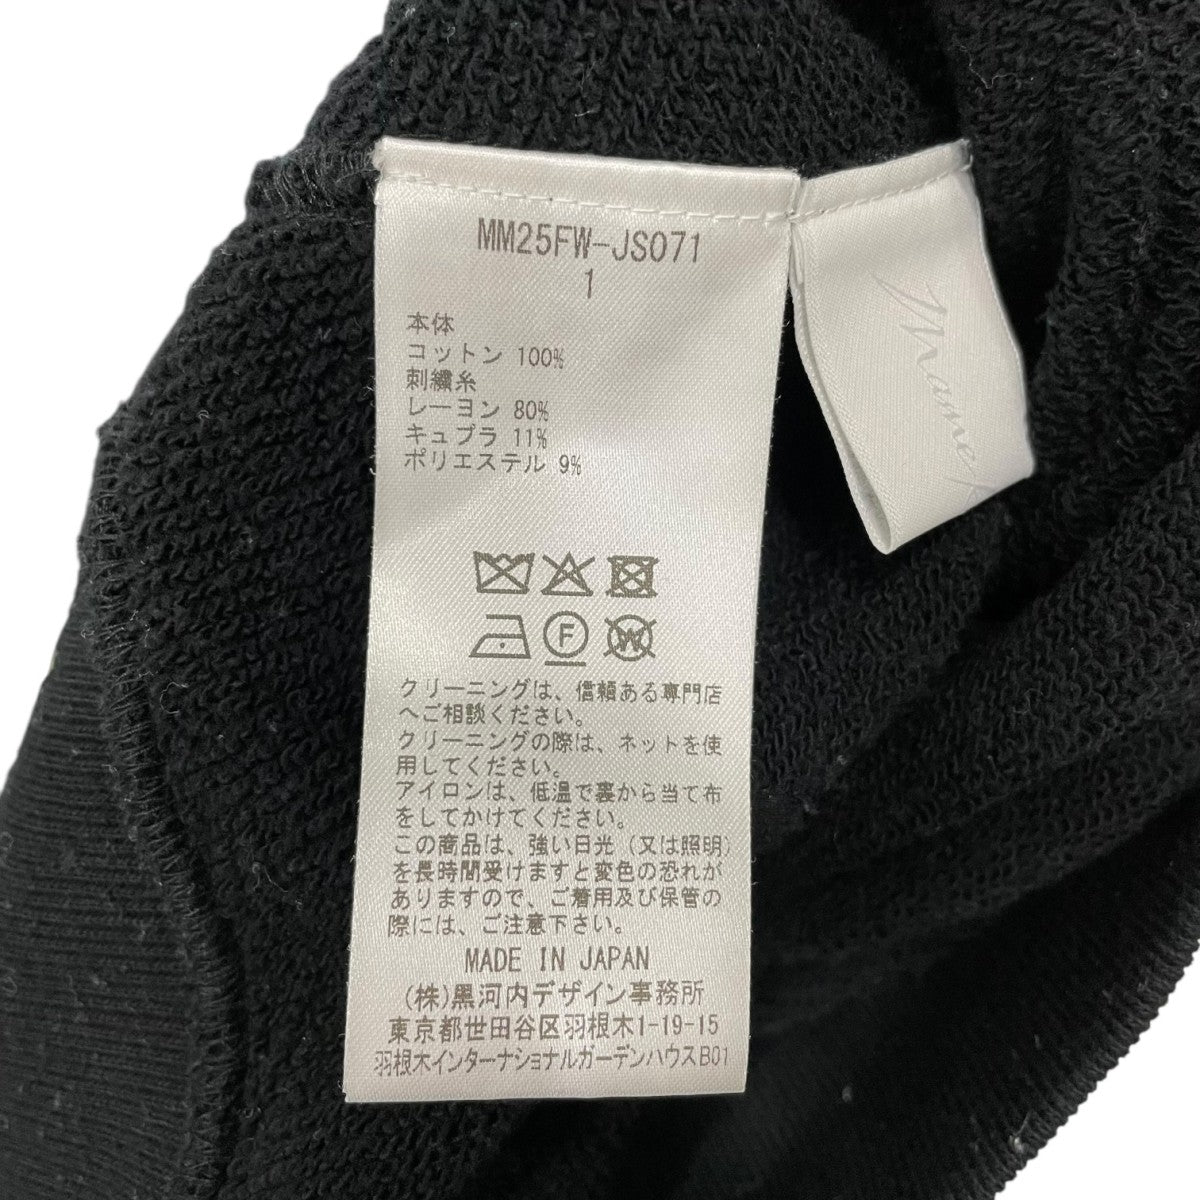 MM25FW-JS071
1
本体
コットン 100%
刺繍糸
レーヨン 80%
キュプラ 11%
ポリエステル 9%
F
W
クリーニングは、信頼ある専門店
へご相談ください。
クリーニングの際は、ネットを使
用してください。
アイロンは、低温で裏から当て布
をしてかけてください。
この商品は、強い日光（又は照明）
を長時間受けますと変色の恐れが
ありますので、ご着用及び保管の
際には、ご注意下さい。
MADE IN JAPAN
(株)黒河内デザイン事務所
東京都世田谷区羽根木1-19-15
羽根木インターナショナルガーデンハウスB01
Mame